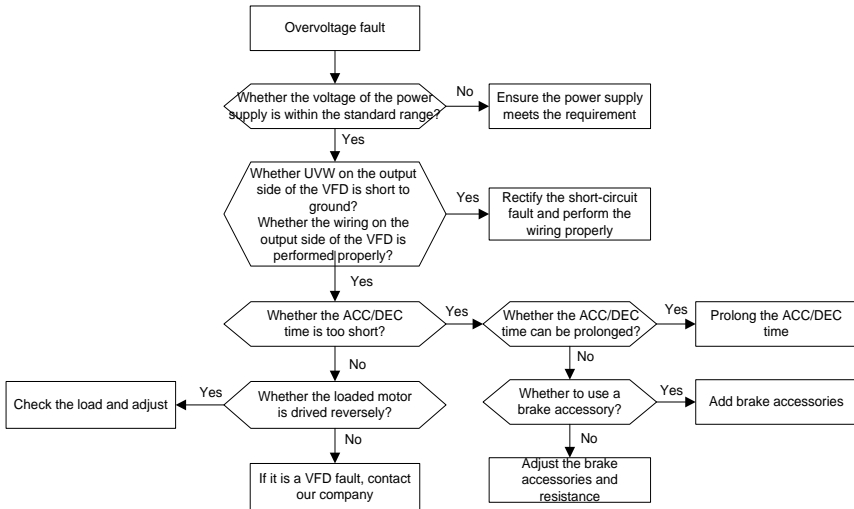 Overvoltage fault
Whether the voltage of the power
supply is within the standard range?
No
Ensure the power supply
meets the requirement
Yes
Whether UVW on the output
side of the VFD is short to
ground?
Whether the wiring on the
output side of the VFD is
performed properly?
Yes
Rectify the short-circuit
fault and perform the
wiring properly
Yes
Whether the ACC/DEC
time is too short?
Yes
Whether the ACC/DEC
time can be prolonged?
Yes
Prolong the ACC/DEC
time
No
No
Check the load and adjust
Yes
Whether the loaded motor
is drived reversely?
Whether to use a
brake accessory?
Yes
Add brake accessories
No
No
If it is a VFD fault, contact
our company
Adjust the brake
accessories and
resistance